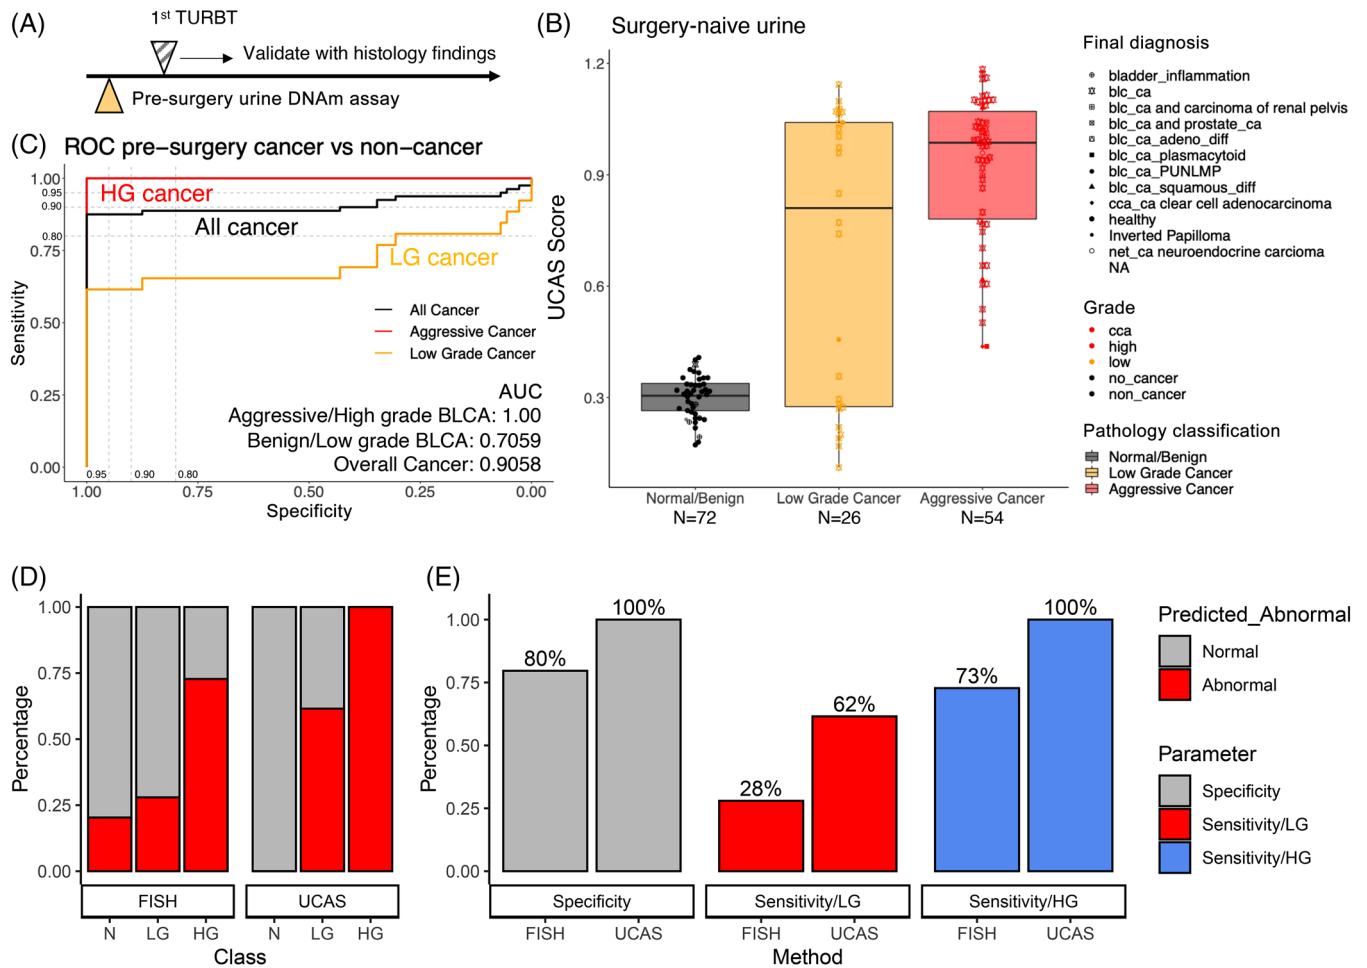 (A)
1st TURBT
Validate with histology findings
Pre-surgery urine DNAm assay
(B)
Surgery-naive urine
UCAS Score
1.2
0.9
0.6
0.3
Normal/Benign
Low Grade Cancer
Aggressive Cancer
N=72
N=26
N=54
Final diagnosis
bladder_inflammation
blc_ca
blc_ca and carcinoma of renal pelvis
blc_ca and prostate_ca
blc_ca_adeno_diff
blc_ca_plasmacytoid
blc_ca_PUNLMP
blc_ca_squamous_diff
cca_ca clear cell adenocarcinoma
healthy
Inverted Papilloma
net_ca neuroendocrine carcioma
NA
Grade
cca
high
low
no_cancer
non_cancer
Pathology classification
Normal/Benign
Low Grade Cancer
Aggressive Cancer
(C)
ROC pre-surgery cancer vs non-cancer
Sensitivity
1.00
0.95
0.90
0.80
0.75
0.50
0.25
0.00
HG cancer
All cancer
LG cancer
All Cancer
Aggressive Cancer
Low Grade Cancer
AUC
Aggressive/High grade BLCA: 1.00
Benign/Low grade BLCA: 0.7059
Overall Cancer: 0.9058
0.95
0.90
0.80
1.00
0.75
0.50
0.25
0.00
Specificity
(D)
Percentage
1.00
0.75
0.50
0.25
0.00
FISH
UCAS
N
LG
HG
N
LG
HG
Class
(E)
Percentage
1.00
0.75
0.50
0.25
0.00
80%
100%
28%
62%
73%
100%
Specificity
Sensitivity/LG
Sensitivity/HG
FISH
UCAS
FISH
UCAS
FISH
UCAS
Method
Predicted_Abnormal
Normal
Abnormal
Parameter
Specificity
Sensitivity/LG
Sensitivity/HG